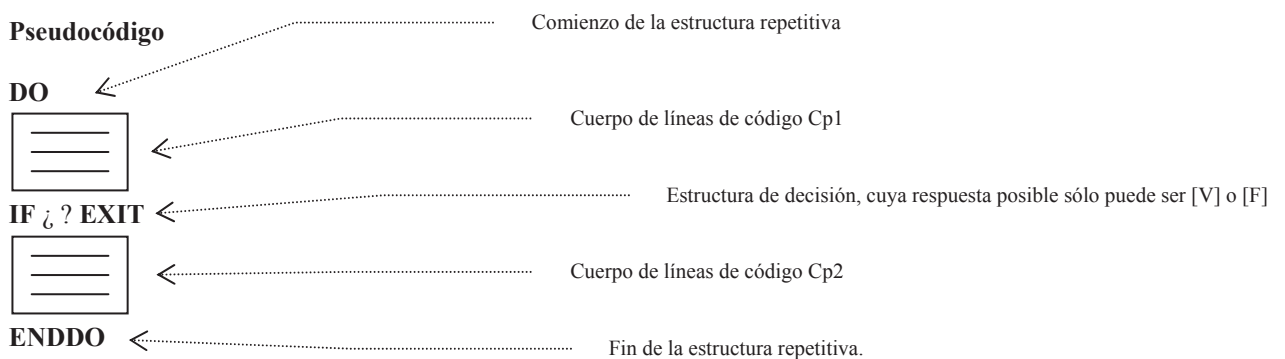 Comienzo de la estructura repetitiva
Pseudocódigo
DO
Cuerpo de líneas de código Cp1
Estructura de decisión, cuya respuesta posible sólo puede ser [V] o [F]
IF ¿ ? EXIT
Cuerpo de líneas de código Cp2
ENDDO
Fin de la estructura repetitiva.